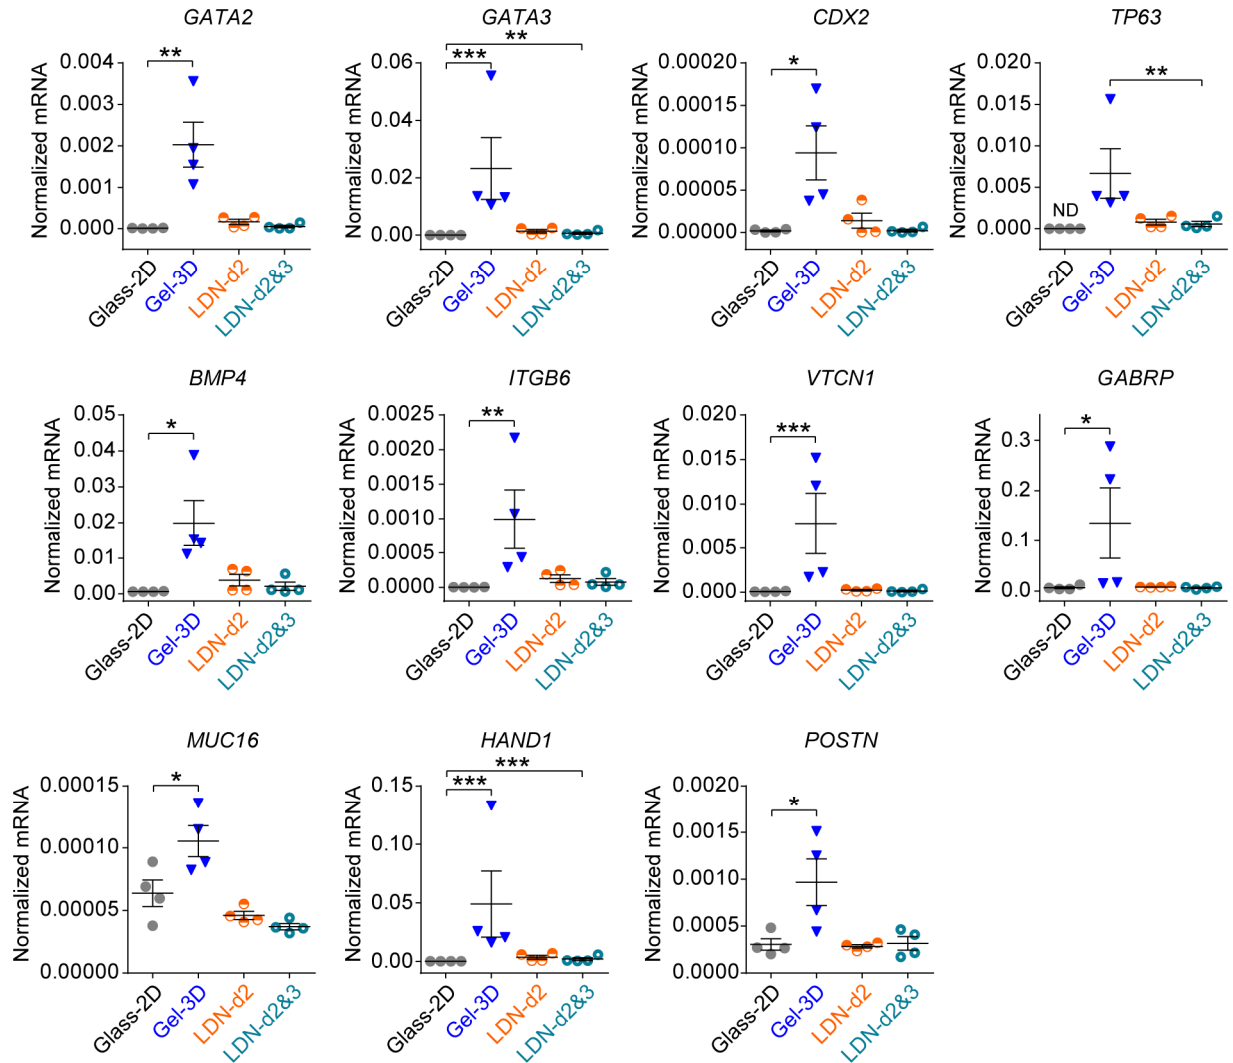 GATA2
**
Normalized mRNA
0.004
0.003
0.002
0.001
0.000
Glass-2D
Gel-3D
LDN-d2
LDN-d2&3
GATA3
**
***
Normalized mRNA
0.06
0.04
0.02
0.00
Glass-2D
Gel-3D
LDN-d2
LDN-d2&3
CDX2
*
Normalized mRNA
0.00020
0.00015
0.00010
0.00005
0.00000
Glass-2D
Gel-3D
LDN-d2
LDN-d2&3
TP63
**
Normalized mRNA
0.020
0.015
0.010
0.005
0.000
ND
Glass-2D
Gel-3D
LDN-d2
LDN-d2&3
BMP4
*
Normalized mRNA
0.05
0.04
0.03
0.02
0.01
0.00
Glass-2D
Gel-3D
LDN-d2
LDN-d2&3
ITGB6
**
Normalized mRNA
0.0025
0.0020
0.0015
0.0010
0.0005
0.0000
Glass-2D
Gel-3D
LDN-d2
LDN-d2&3
VTCN1
***
Normalized mRNA
0.020
0.015
0.010
0.005
0.000
Glass-2D
Gel-3D
LDN-d2
LDN-d2&3
GABRP
*
Normalized mRNA
0.3
0.2
0.1
0.0
Glass-2D
Gel-3D
LDN-d2
LDN-d2&3
MUC16
*
Normalized mRNA
0.00015
0.00010
0.00005
0.00000
Glass-2D
Gel-3D
LDN-d2
LDN-d2&3
HAND1
***
***
Normalized mRNA
0.15
0.10
0.05
0.00
Glass-2D
Gel-3D
LDN-d2
LDN-d2&3
POSTN
*
Normalized mRNA
0.0020
0.0015
0.0010
0.0005
0.0000
Glass-2D
Gel-3D
LDN-d2
LDN-d2&3